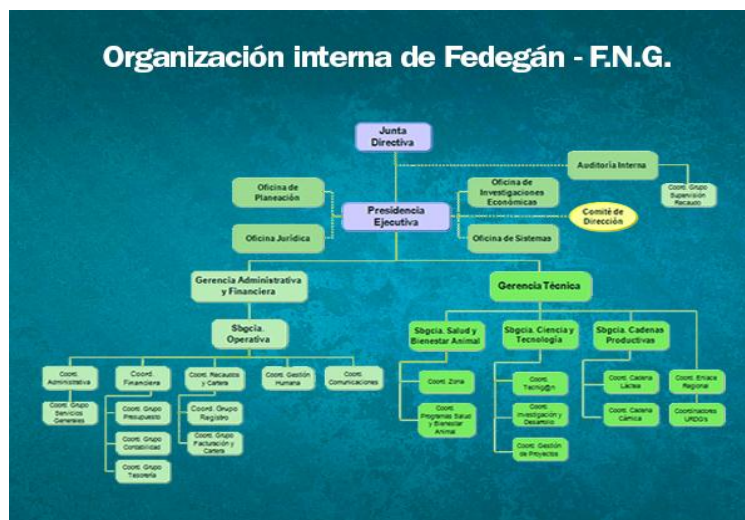 Organización interna de Fedegán - F.N.G.
Junta
Directiva
Auditoría Interna
Coord. Grupo
Supervisión
Recaudo
Oficina de
Planeación
Oficina de
Investigaciones
Económicas
Presidencia
Ejecutiva
Comité de
Dirección
Oficina Jurídica
Oficina de Sistemas
Gerencia Administrativa
y Financiera
Gerencia Técnica
Sbgcia.
Operativa
Sbgcia. Salud y
Bienestar Animal
Sbgcia. Ciencia y
Tecnología
Sbgcia. Cadenas
Productivas
Coord.
Administrativa
Coord.
Financiera
Coord. Recaudos
y Cartera
Coord. Gestión
Humana
Coord.
Comunicaciones
Coord. Zona
Coord.
Tecnig@n
Coord. Cadena
Láctea
Coord. Enlace
Regional
Coord. Grupo
Servicios
Generales
Coord. Grupo
Presupuesto
Coord. Grupo
Registro
Coord.
Programas Salud
y Bienestar
Animal
Coord.
Investigación y
Desarrollo
Coord. Cadena
Cárnica
Coordinadores
URDG's
Coord. Grupo
Contabilidad
Coord. Grupo
Facturación y
Cartera
Coord. Gestión
de Proyectos
Coord. Grupo
Tesorería